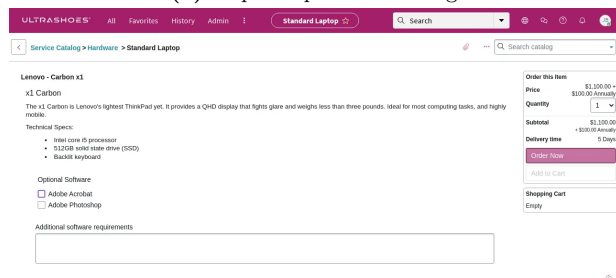 ULTRASHOES®
All Favorites History Admin
Standard Laptop
Search
Service Catalog > Hardware > Standard Laptop
Search catalog
Lenovo - Carbon x1
x1 Carbon
The x1 Carbon is Lenovo's lightest ThinkPad yet. It provides a QHD display that fights glare and weighs less than three pounds. Ideal for most computing tasks, and highly
mobile.
Technical Specs:
• Intel core i5 processor
• 512GB solid state drive (SSD)
• Backlit keyboard
Optional Software
Adobe Acrobat
Adobe Photoshop
Additional software requirements
Order this Item
Price $1,100.00 +
$100.00 Annually
Quantity 1
Subtotal $1,100.00
+ $100.00 Annually
Delivery time 5 Days
Order Now
Add to Cart
Shopping Cart
Empty